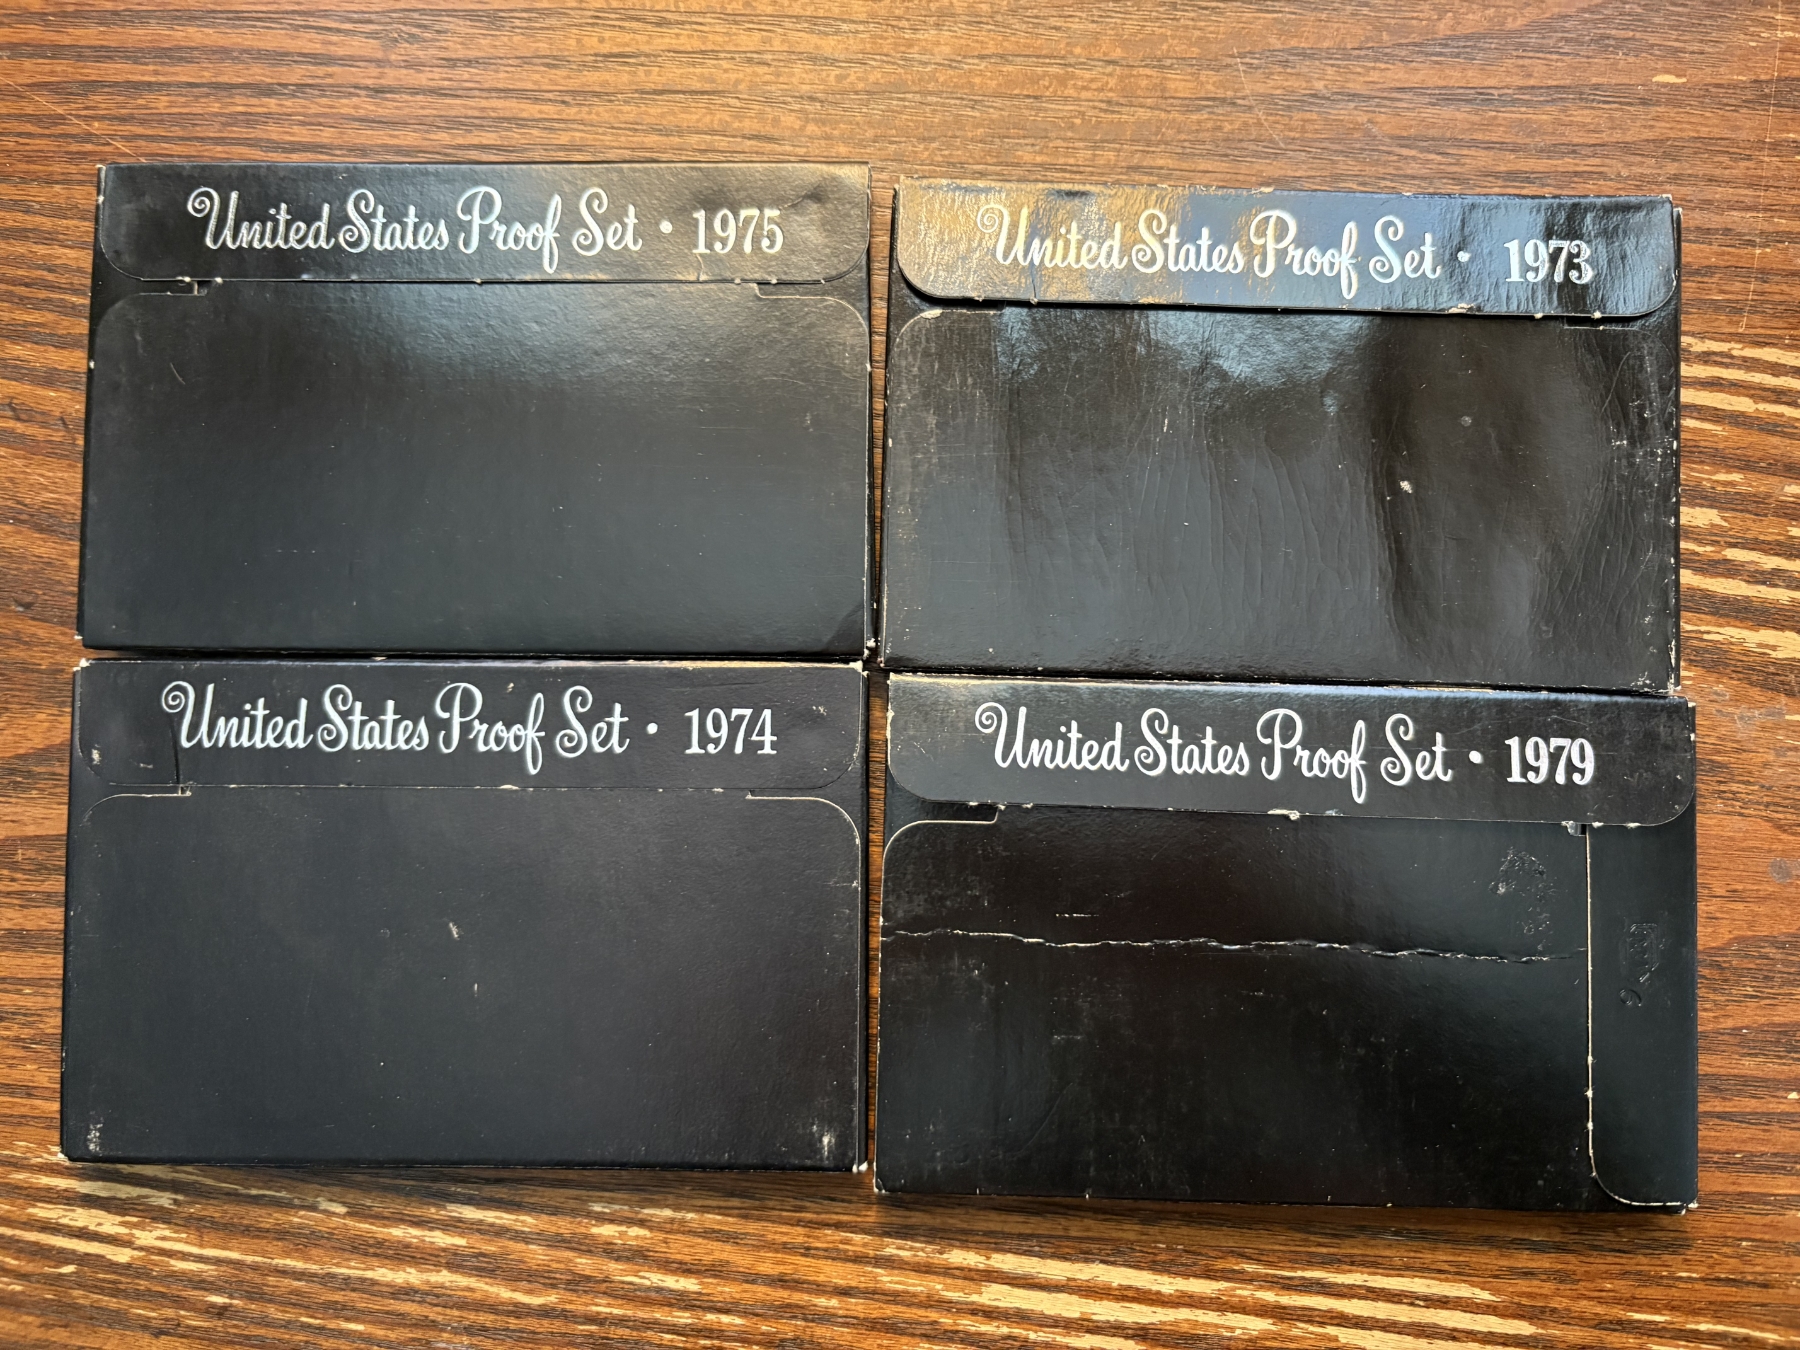 United States Proof Set • 1975
United States Proof Set • 1973
United States Proof Set • 1974
United States Proof Set • 1979